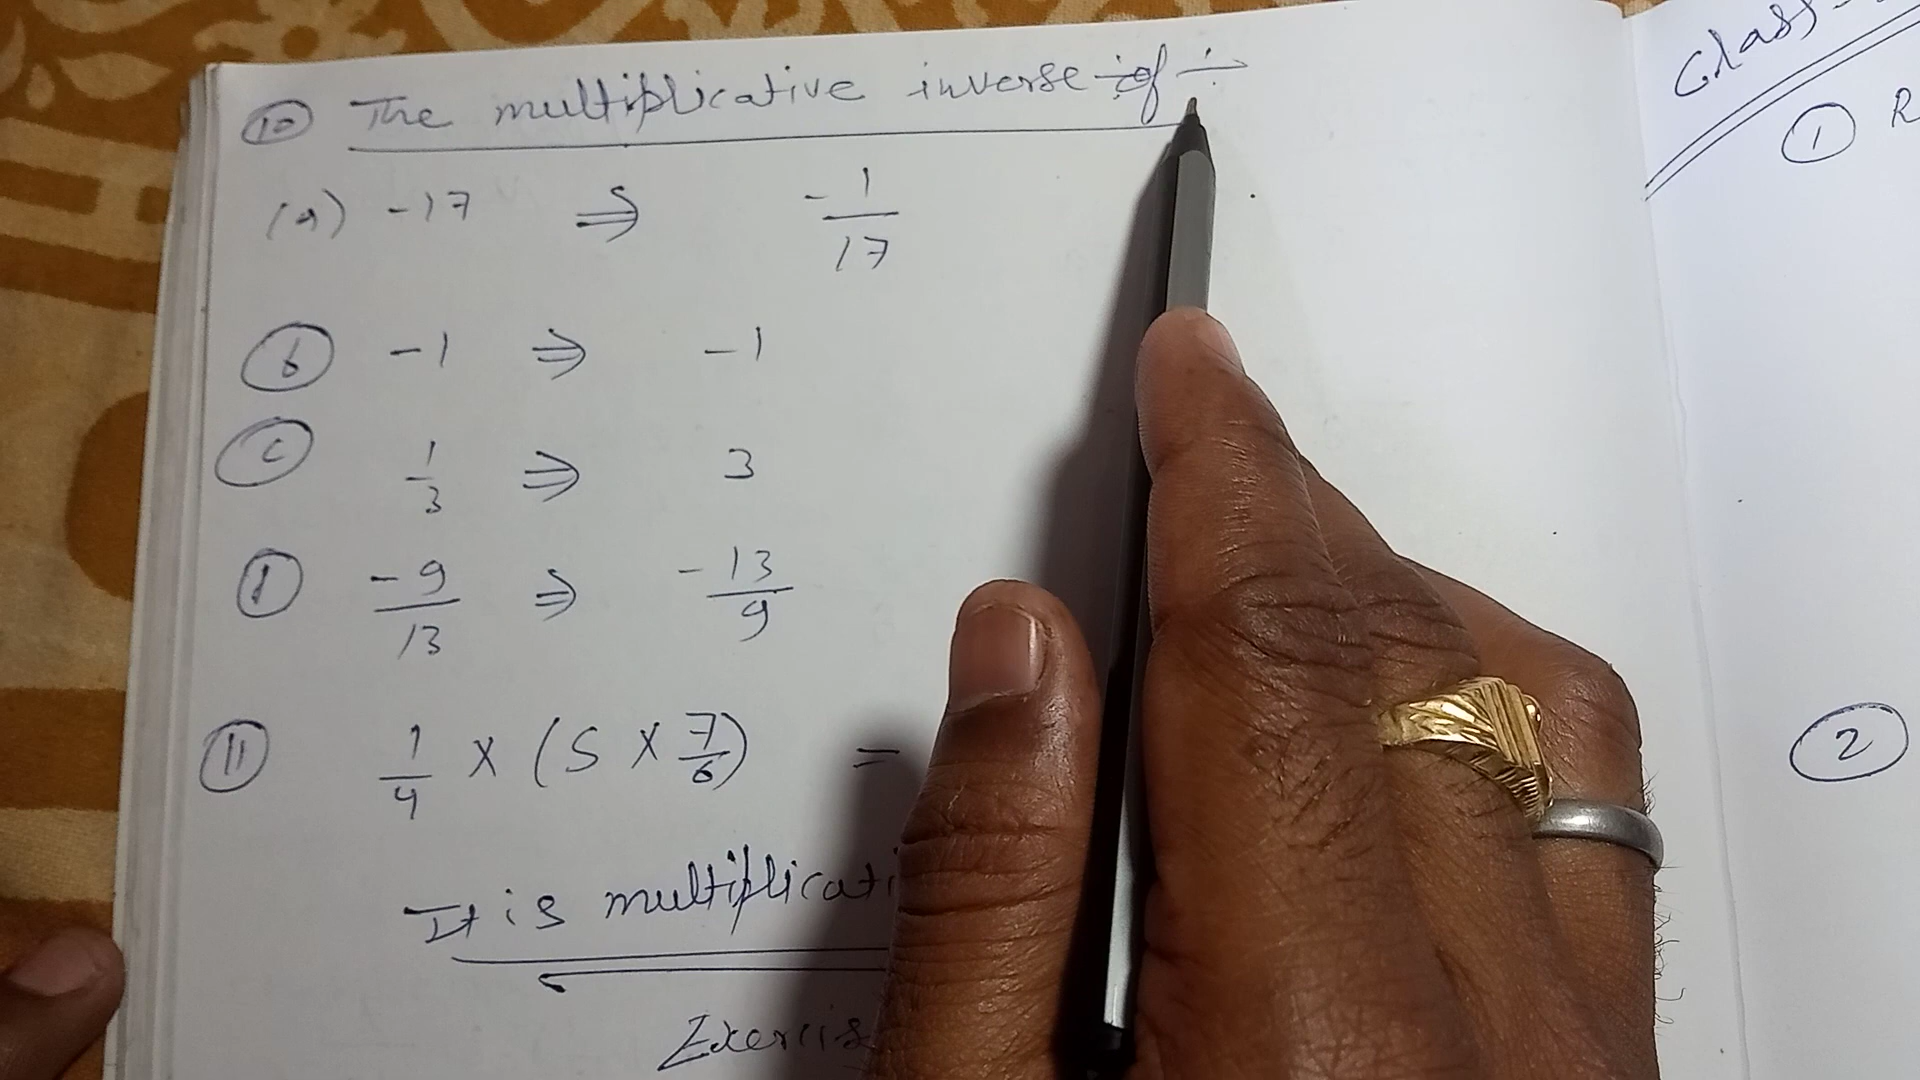 10 The multiplicative inverse of ÷
(a) -17 ⇒ -1/17
b -1 ⇒ -1
c 1/3 ⇒ 3
d -9/13 ⇒ -13/9
11 1/4 × (5 × 7/6) =
It is multiplicati
Exercis
Class-
1 R
2